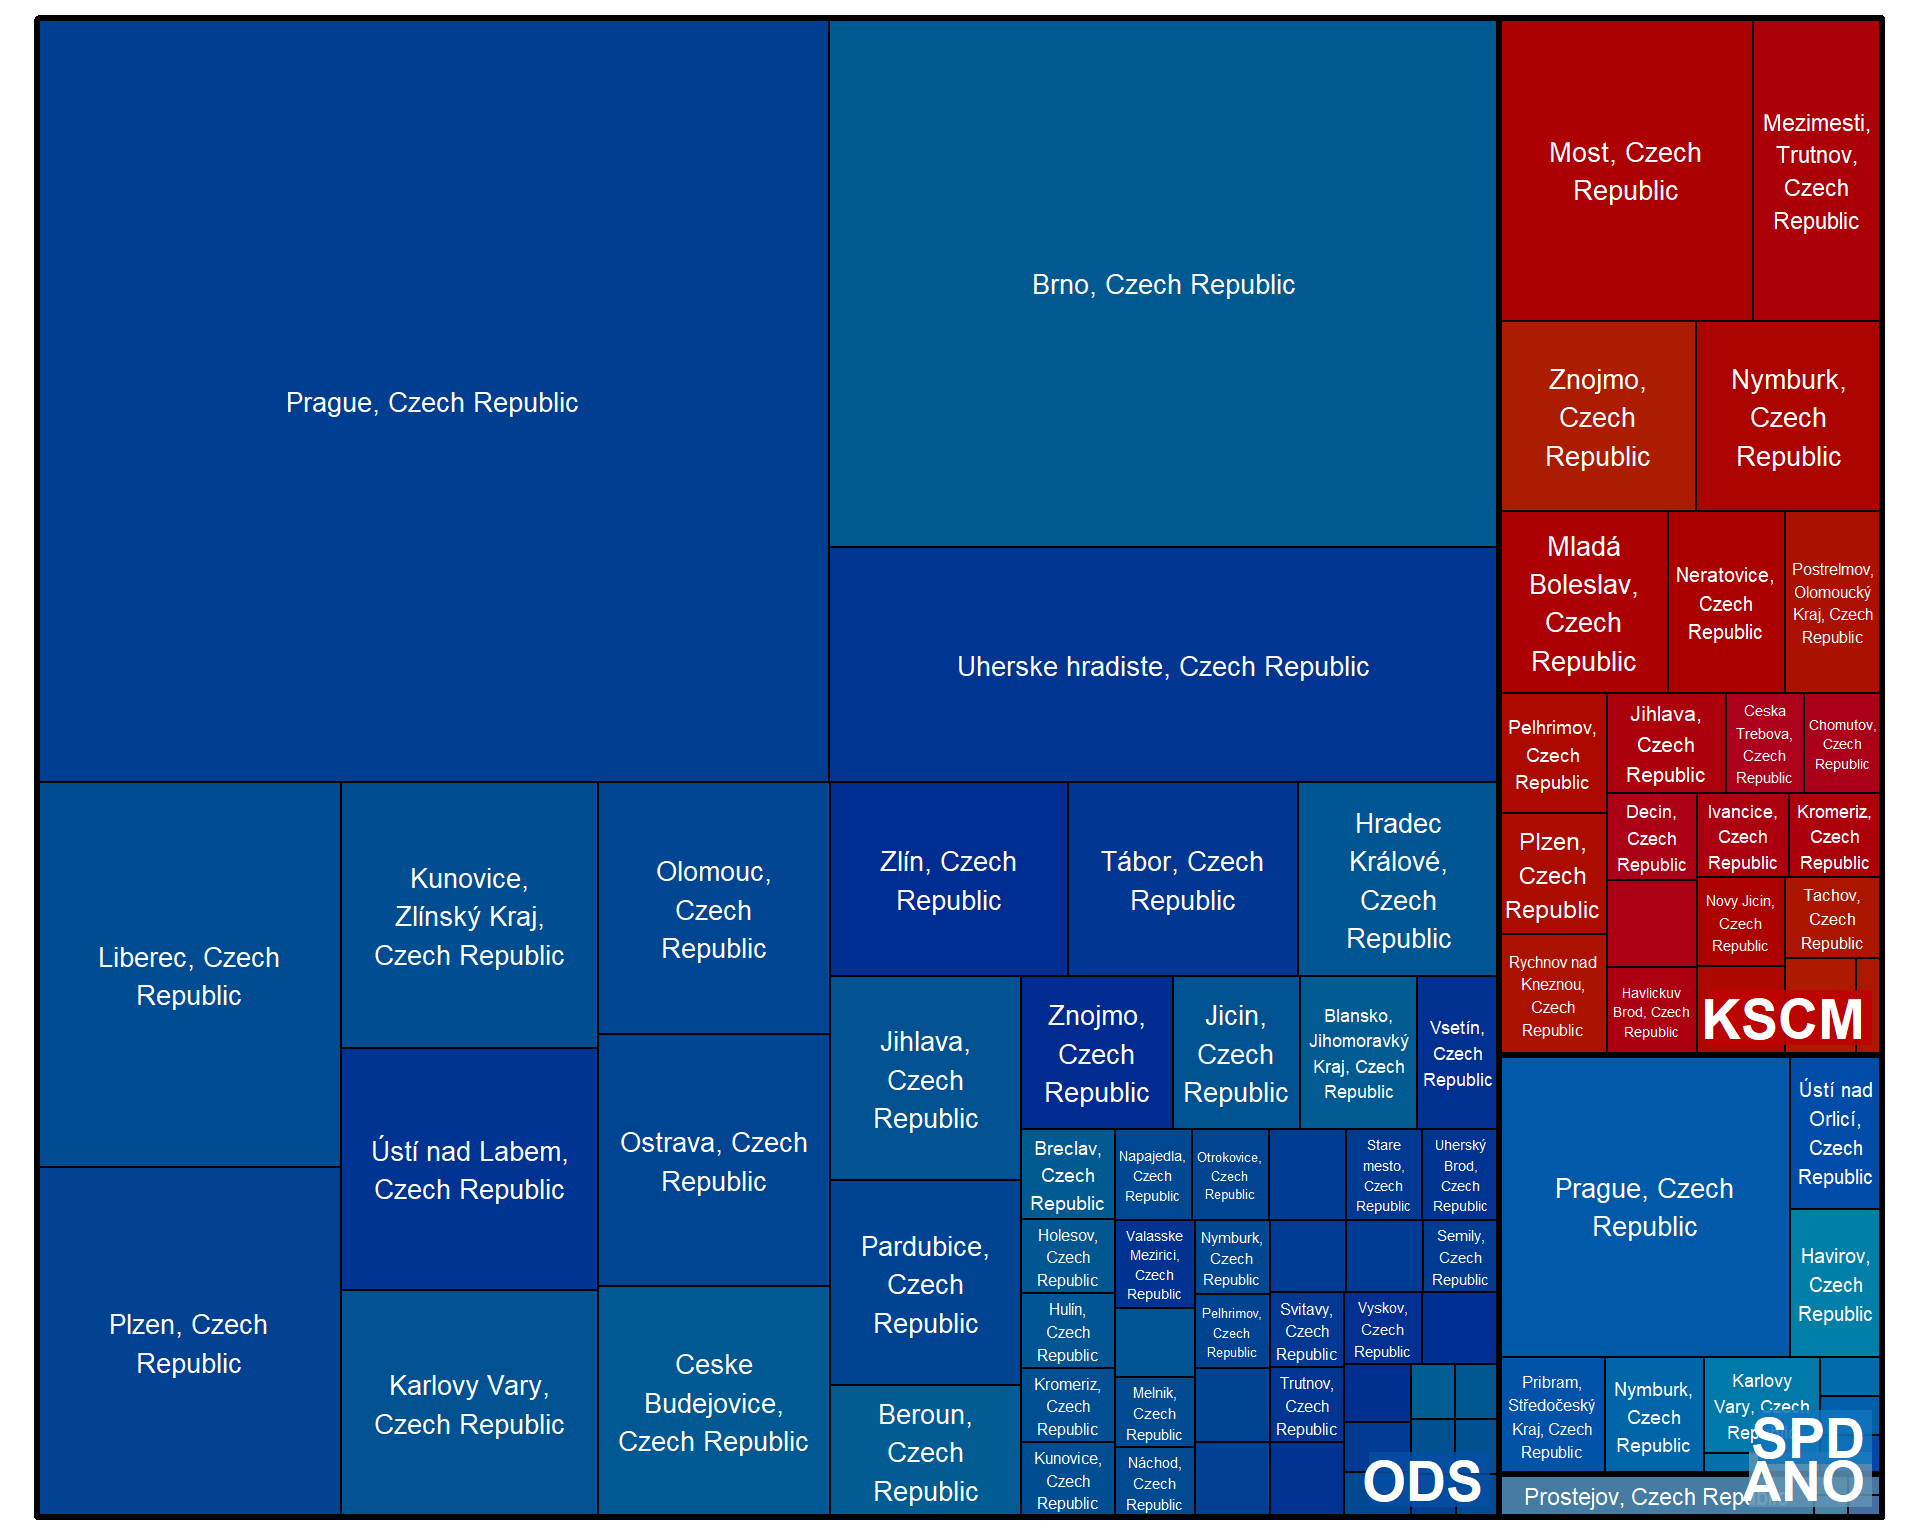 Prague, Czech Republic
Brno, Czech Republic
Uherske hradiste, Czech Republic
Liberec, Czech
Republic
Plzen, Czech
Republic
Kunovice,
Zlínský Kraj,
Czech Republic
Ústí nad Labem,
Czech Republic
Karlovy Vary,
Czech Republic
Olomouc,
Czech
Republic
Ostrava, Czech
Republic
Ceske
Budejovice,
Czech Republic
Zlín, Czech
Republic
Tábor, Czech
Republic
Hradec
Králové,
Czech
Republic
Jihlava,
Czech
Republic
Pardubice,
Czech
Republic
Beroun,
Czech
Republic
Znojmo,
Czech
Republic
Jicin,
Czech
Republic
Blansko,
Jihomoravký
Kraj, Czech
Republic
Vsetín,
Czech
Republic
Breclav,
Czech
Republic
Holesov,
Czech
Republic
Hulín,
Czech
Republic
Kromeriz,
Czech
Republic
Kunovice,
Czech
Republic
Napajedla,
Czech
Republic
Valasske
Mezirici,
Czech
Republic
Melnik,
Czech
Republic
Náchod,
Czech
Republic
Otrokovice,
Czech
Republic
Nymburk,
Czech
Republic
Pelhrimov,
Czech
Republic
Svitavy,
Czech
Republic
Trutnov,
Czech
Republic
Stare
mesto,
Czech
Republic
Vyskov,
Czech
Republic
Uherský
Brod,
Czech
Republic
Semily,
Czech
Republic
ODS
Most, Czech
Republic
Mezimesti,
Trutnov,
Czech
Republic
Znojmo,
Czech
Republic
Nymburk,
Czech
Republic
Mladá
Boleslav,
Czech
Republic
Neratovice,
Czech
Republic
Postrelmov,
Olomoucký
Kraj, Czech
Republic
Pelhrimov,
Czech
Republic
Plzen,
Czech
Republic
Rychnov nad
Kneznou,
Czech
Republic
Jihlava,
Czech
Republic
Ceska
Trebova,
Czech
Republic
Chomutov,
Czech
Republic
Decin,
Czech
Republic
Ivancice,
Czech
Republic
Kromeriz,
Czech
Republic
Novy Jicin,
Czech
Republic
Tachov,
Czech
Republic
Havlickuv
Brod, Czech
Republic
KSCM
Prague, Czech
Republic
Ústí nad
Orlicí,
Czech
Republic
Havirov,
Czech
Republic
Pribram,
Středočeský
Kraj, Czech
Republic
Nymburk,
Czech
Republic
Karlovy
Vary, Czech
SPD
Prostejov, Czech
ANO